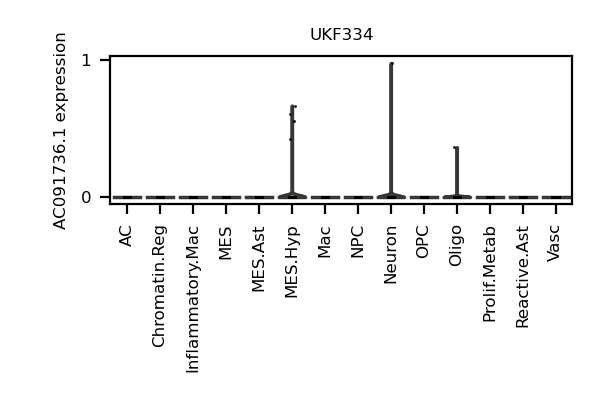 UKF334
AC091736.1 expression
1
0
AC
Chromatin.Reg
Inflammatory.Mac
MES
MES.Ast
MES.Hyp
Mac
NPC
Neuron
OPC
Oligo
Prolif.Metab
Reactive.Ast
Vasc